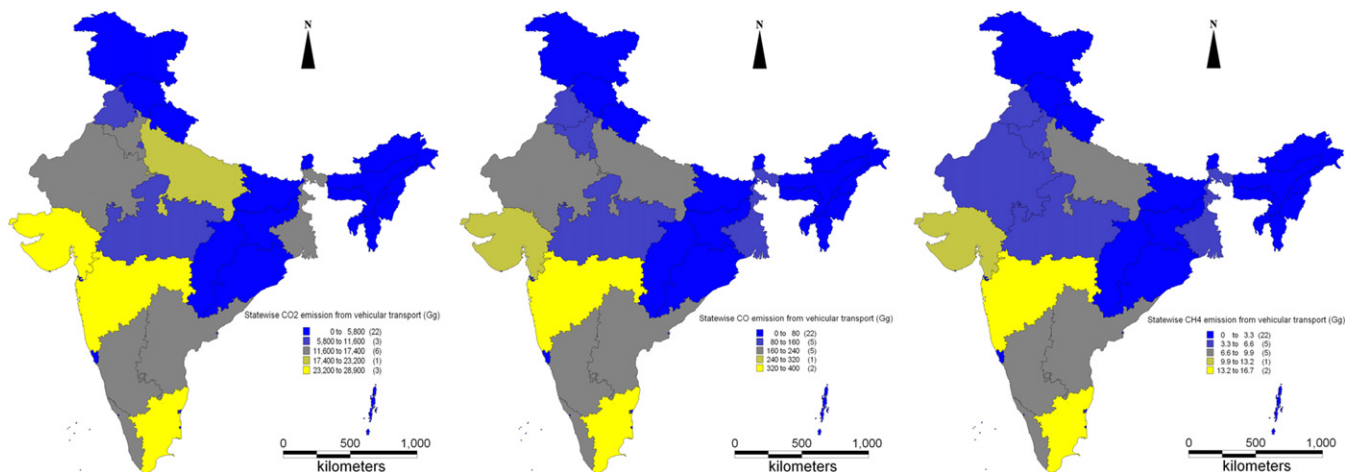 N
Statewise CO2 emission from vehicular transport (Gg)
0 to 5,800 (22)
5,800 to 11,600 (3)
11,600 to 17,400 (6)
17,400 to 23,200 (1)
23,200 to 28,900 (3)
0 500 1,000
kilometers
N
Statewise CO emission from vehicular transport (Gg)
0 to 80 (22)
80 to 160 (5)
160 to 240 (5)
240 to 320 (1)
320 to 400 (2)
0 500 1,000
kilometers
N
Statewise CH4 emission from vehicular transport (Gg)
0 to 3.3 (22)
3.3 to 6.6 (5)
6.6 to 9.9 (5)
9.9 to 13.2 (1)
13.2 to 16.7 (2)
0 500 1,000
kilometers